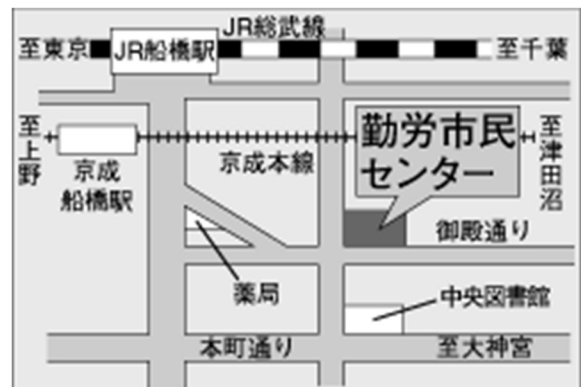 JR総武線
至東京
JR船橋駅
至千葉
至上野
京成
船橋駅
京成本線
勤労市民
センター
至津田沼
御殿通り
薬局
中央図書館
本町通り
至大神宮